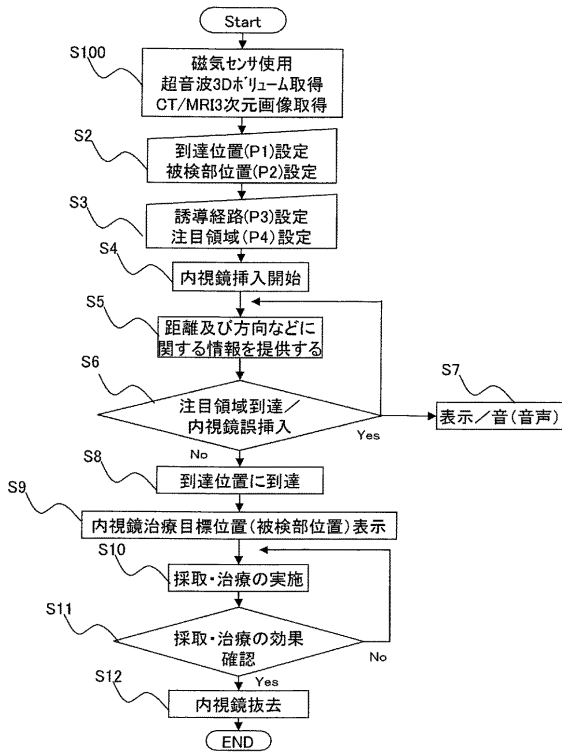 Start
S100
磁気センサ使用
超音波3Dボリューム取得
CT/MRI3次元画像取得
S2
到達位置(P1)設定
被検部位置(P2)設定
S3
誘導経路(P3)設定
注目領域(P4)設定
S4
内視鏡挿入開始
S5
距離及び方向などに
関する情報を提供する
S6
注目領域到達/
内視鏡誤挿入
Yes
No
S7
表示/音(音声)
S8
到達位置に到達
S9
内視鏡治療目標位置(被検部位置)表示
S10
採取・治療の実施
S11
採取・治療の効果
確認
No
Yes
S12
内視鏡抜去
END